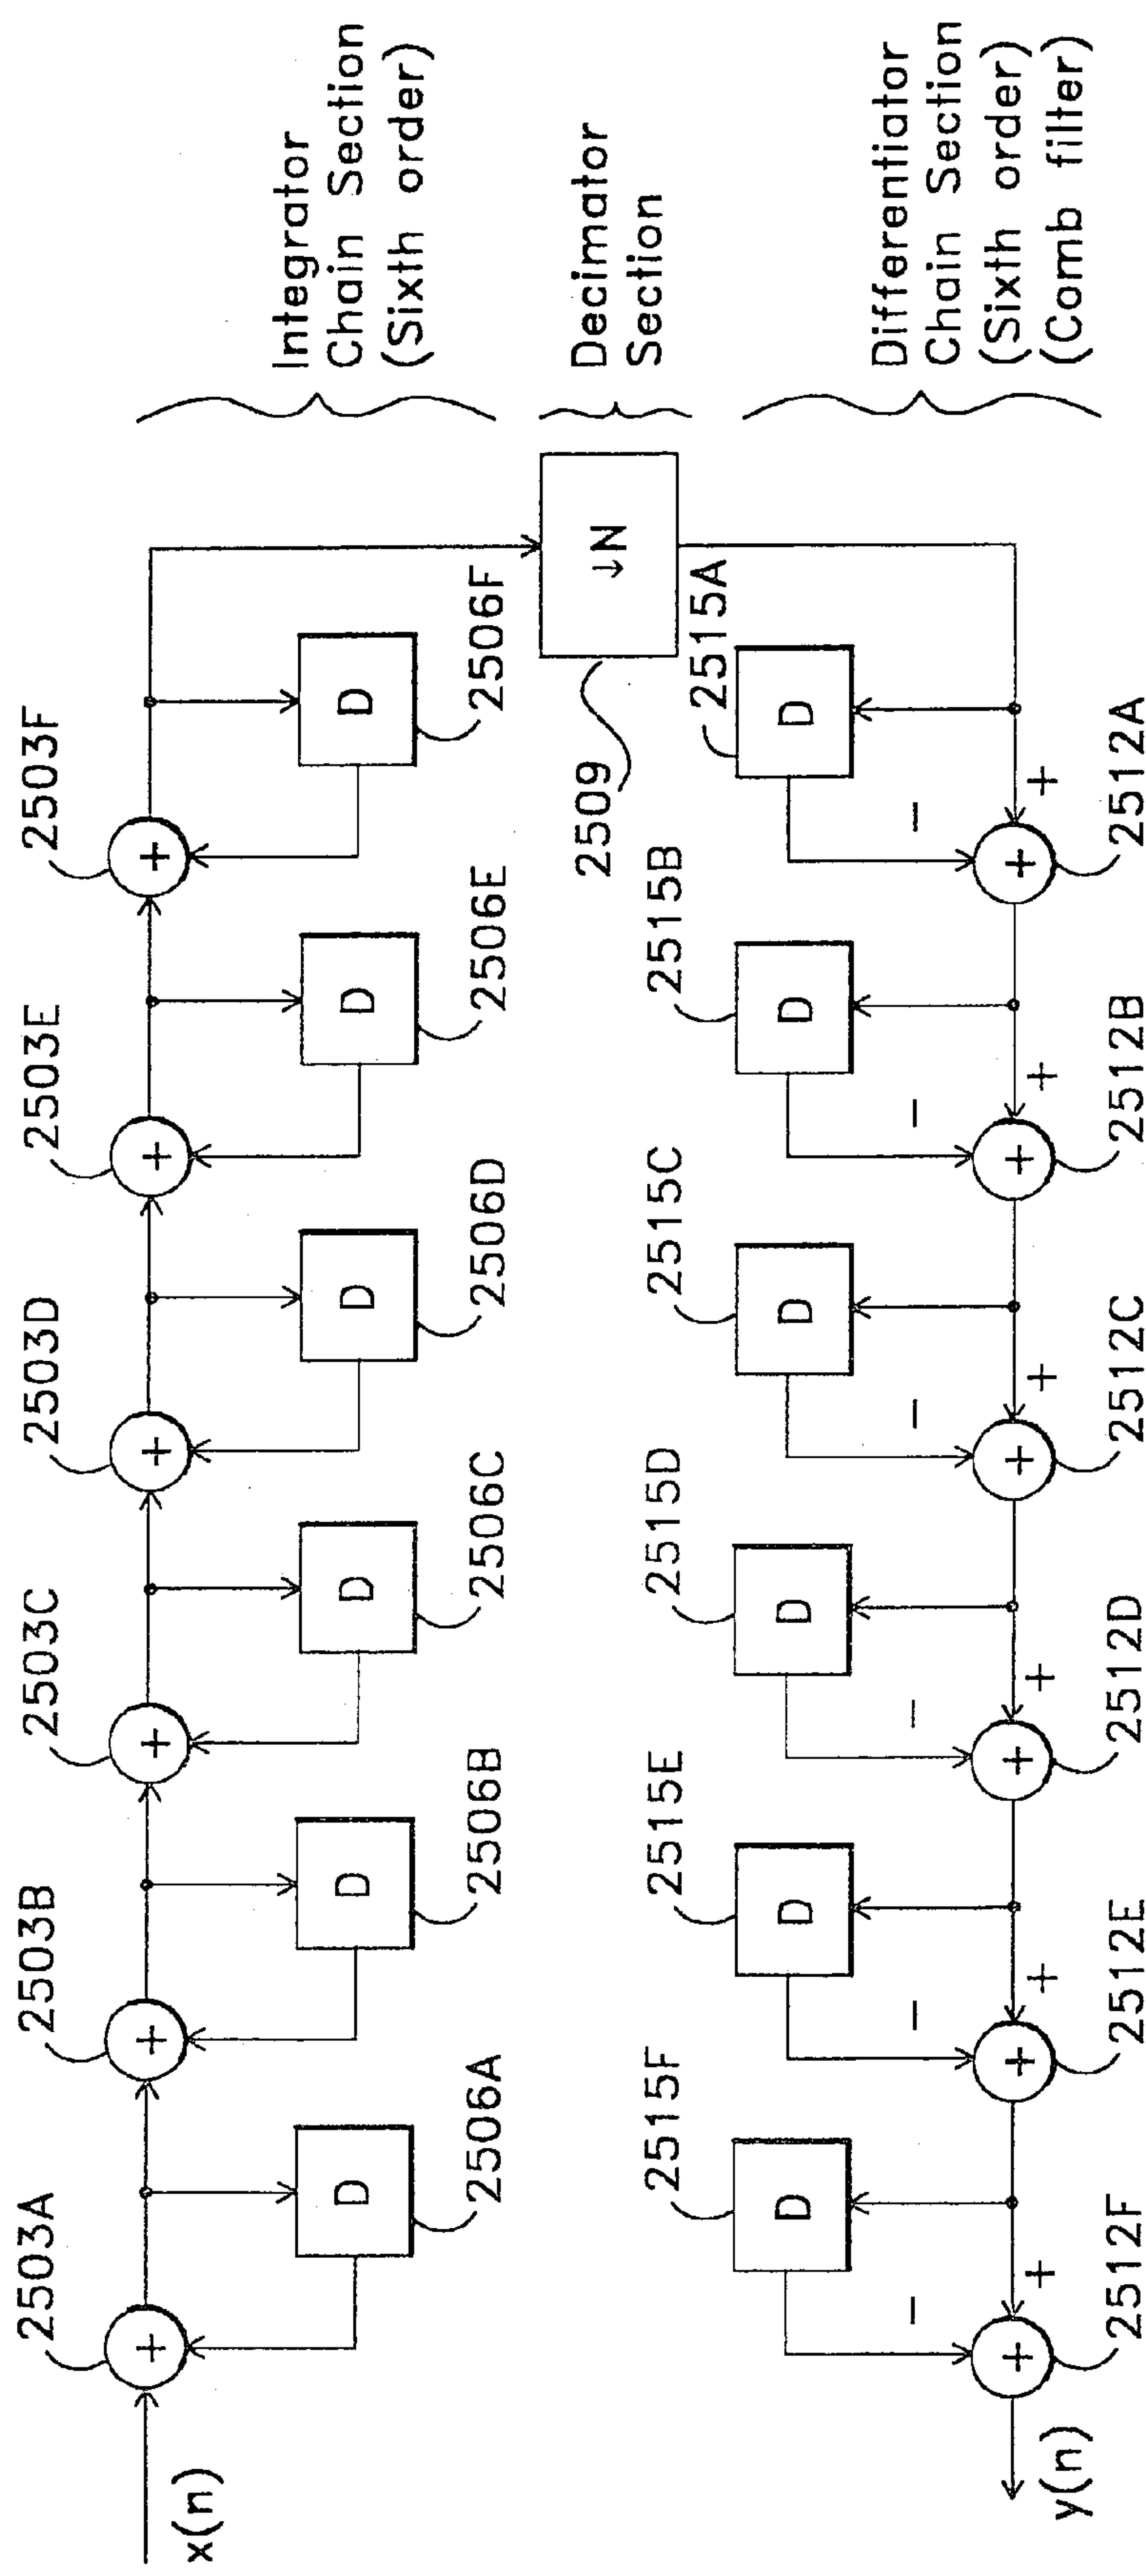 2503A
2503B
2503C
2503D
2503E
2503F
x(n)
+
+
+
+
+
+
D
D
D
D
D
D
2506A
2506B
2506C
2506D
2506E
2506F
Integrator
Chain Section
(Sixth order)
2509
↓N
Decimator
Section
2515F
2515E
2515D
2515C
2515B
2515A
D
D
D
D
D
D
−
−
−
−
−
−
+
+
+
+
+
+
+
+
+
+
+
+
y(n)
2512F
2512E
2512D
2512C
2512B
2512A
Differentiator
Chain Section
(Sixth order)
(Comb filter)